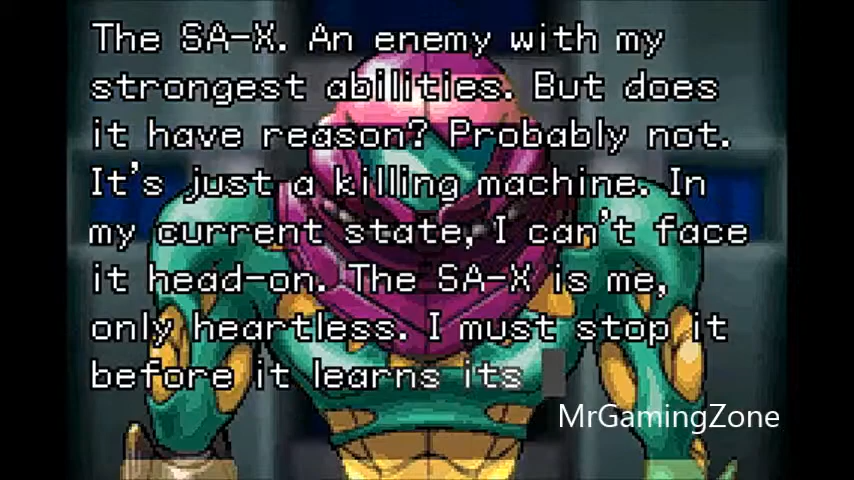 The SA-X. An enemy with my
strongest abilities. But does
it have reason? Probably not.
It's just a killing machine. In
my current state, I can't face
it head-on. The SA-X is me,
only heartless. I must stop it
before it learns its
MrGamingZone